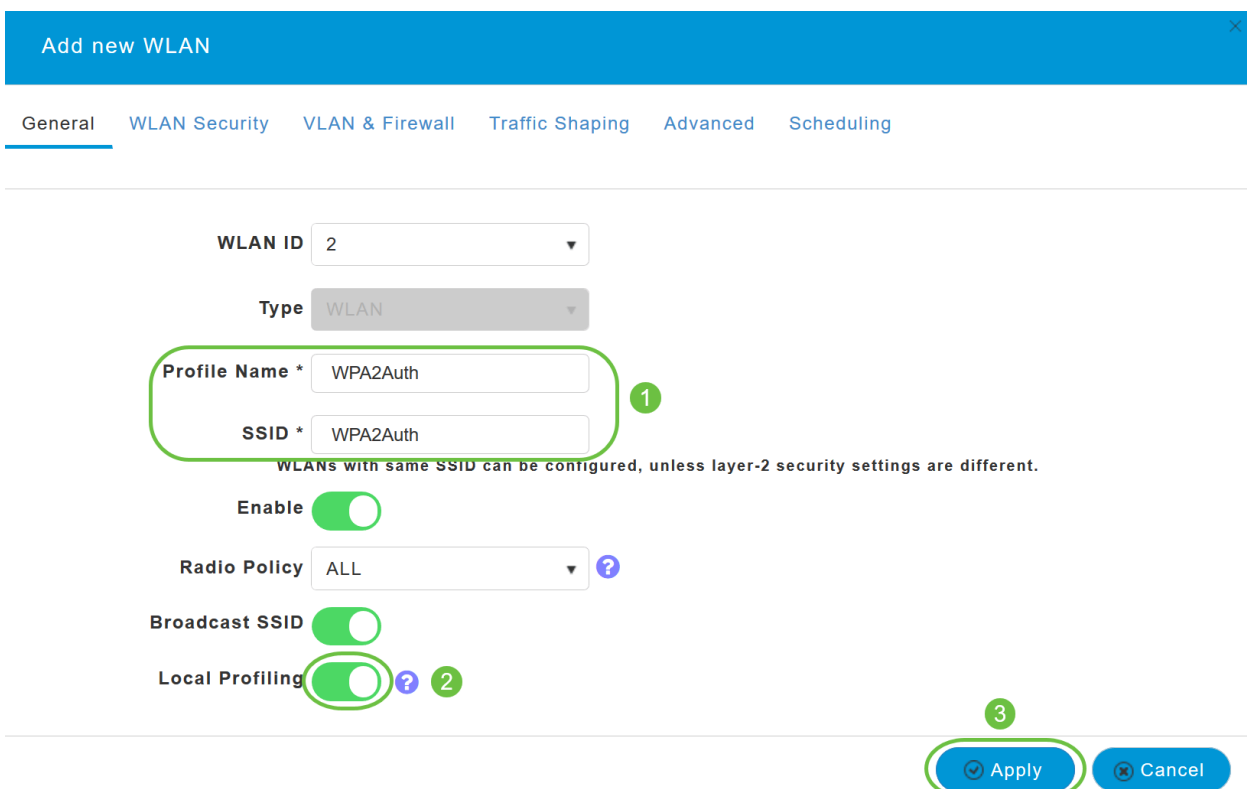 Add new WLAN
General WLAN Security VLAN & Firewall Traffic Shaping Advanced Scheduling
WLAN ID 2
Type WLAN
Profile Name * WPA2Auth
1
SSID * WPA2Auth
WLANs with same SSID can be configured, unless layer-2 security settings are different.
Enable
Radio Policy ALL ?
Broadcast SSID
Local Profiling ? 2
3
Apply Cancel